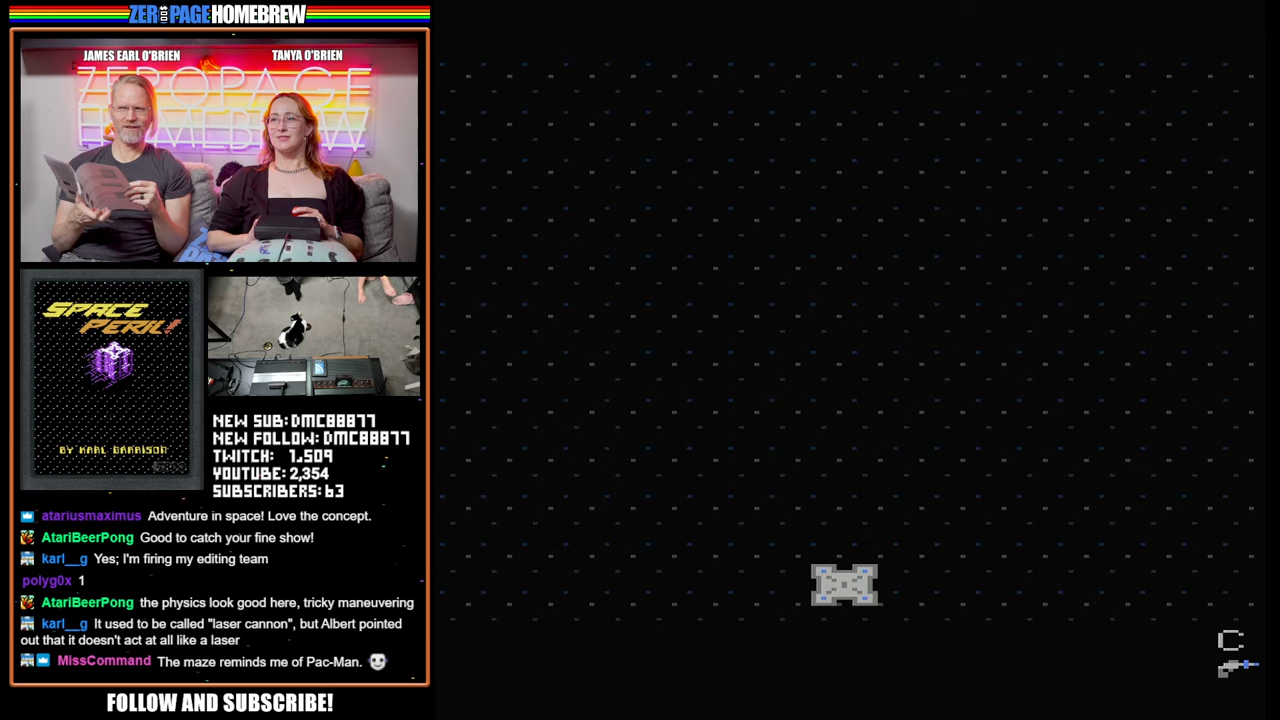 ZEROPAGE HOMEBREW
JAMES EARL O'BRIEN
TANYA O'BRIEN
ZEROPAGE
HOMEBREW
SPACE
PERIL!
BY KARL GARRISON
NEW SUB: DMC88877
NEW FOLLOW: DMC88877
TWITCH: 1,509
YOUTUBE: 2,354
SUBSCRIBERS: 63
atariusmaximus Adventure in space! Love the concept.
AtariBeerPong Good to catch your fine show!
karl__g Yes; I'm firing my editing team
polyg0x 1
AtariBeerPong the physics look good here, tricky maneuvering
karl__g It used to be called "laser cannon", but Albert pointed
out that it doesn't act at all like a laser
MissCommand The maze reminds me of Pac-Man.
FOLLOW AND SUBSCRIBE!